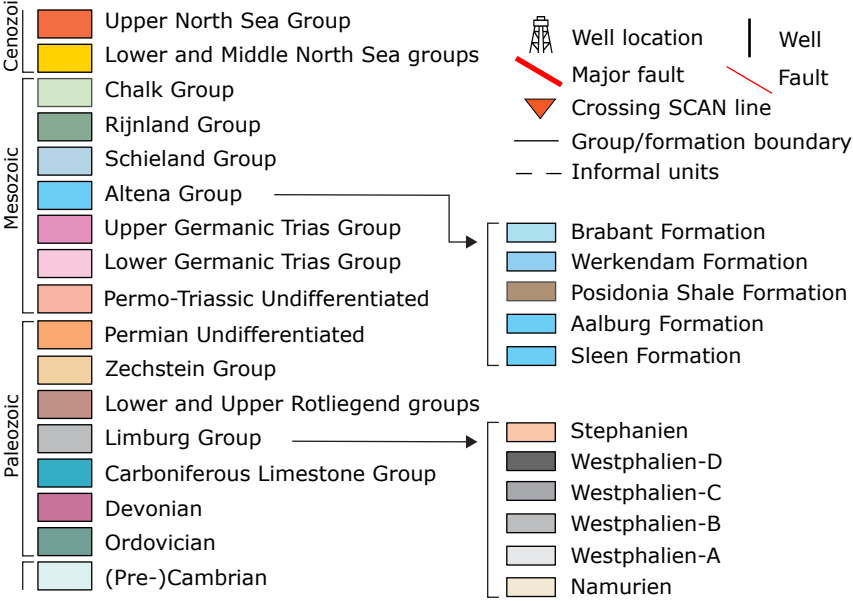 Cenozoic
Upper North Sea Group
Lower and Middle North Sea groups
Mesozoic
Chalk Group
Rijnland Group
Schieland Group
Altena Group
Upper Germanic Trias Group
Lower Germanic Trias Group
Permo-Triassic Undifferentiated
Paleozoic
Permian Undifferentiated
Zechstein Group
Lower and Upper Rotliegend groups
Limburg Group
Carboniferous Limestone Group
Devonian
Ordovician
(Pre-)Cambrian
Well location
Well
Major fault
Fault
Crossing SCAN line
Group/formation boundary
Informal units
Brabant Formation
Werkendam Formation
Posidonia Shale Formation
Aalburg Formation
Sleen Formation
Stephanien
Westphalien-D
Westphalien-C
Westphalien-B
Westphalien-A
Namurien